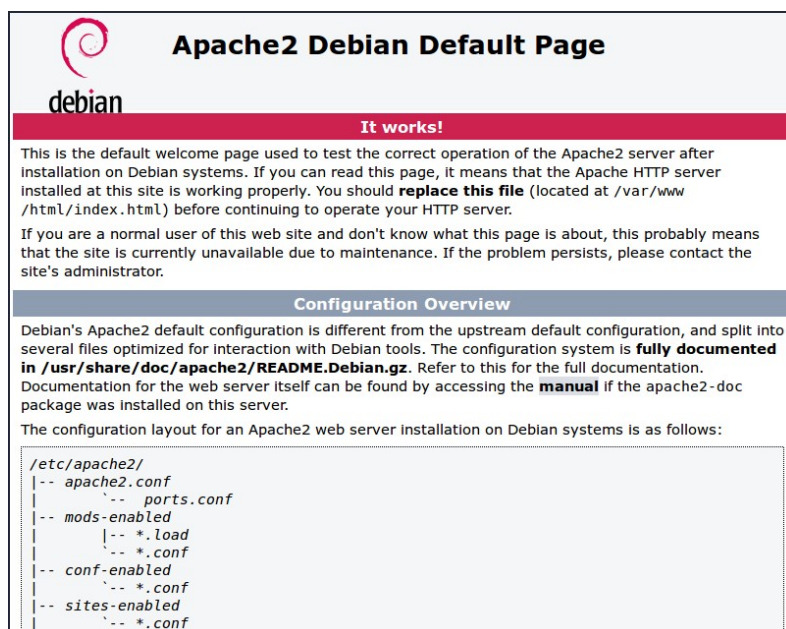 Apache2 Debian Default Page
debian
It works!
This is the default welcome page used to test the correct operation of the Apache2 server after
installation on Debian systems. If you can read this page, it means that the Apache HTTP server
installed at this site is working properly. You should replace this file (located at /var/www
/html/index.html) before continuing to operate your HTTP server.
If you are a normal user of this web site and don't know what this page is about, this probably means
that the site is currently unavailable due to maintenance. If the problem persists, please contact the
site's administrator.
Configuration Overview
Debian's Apache2 default configuration is different from the upstream default configuration, and split into
several files optimized for interaction with Debian tools. The configuration system is fully documented
in /usr/share/doc/apache2/README.Debian.gz. Refer to this for the full documentation.
Documentation for the web server itself can be found by accessing the manual if the apache2-doc
package was installed on this server.
The configuration layout for an Apache2 web server installation on Debian systems is as follows:
/etc/apache2/
|-- apache2.conf
|       `--  ports.conf
|-- mods-enabled
|       |-- *.load
|       `-- *.conf
|-- conf-enabled
|       `-- *.conf
|-- sites-enabled
|       `-- *.conf